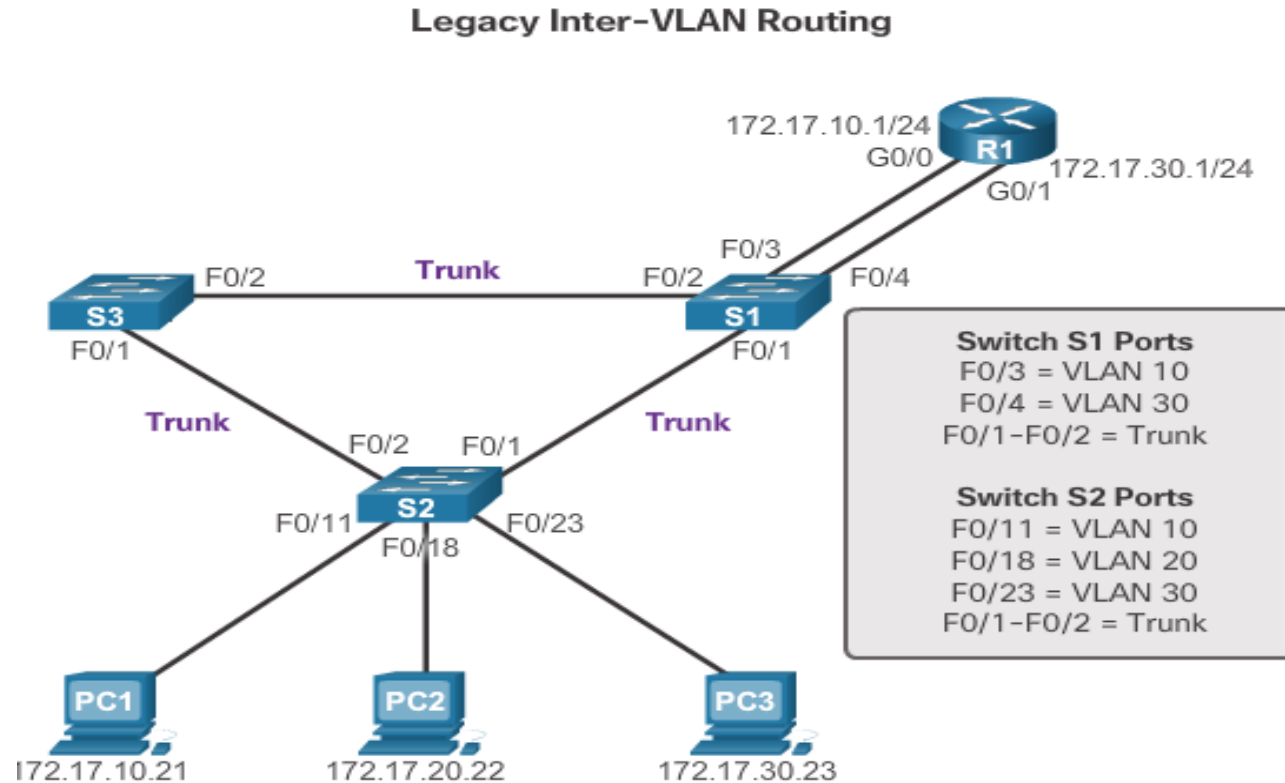 Legacy Inter-VLAN Routing
172.17.10.1/24
G0/0
R1
172.17.30.1/24
G0/1
F0/3
F0/2
Trunk
F0/2
F0/4
S3
S1
F0/1
F0/1
Trunk
Trunk
F0/2
F0/1
S2
F0/11
F0/18
F0/23
Switch S1 Ports
F0/3 = VLAN 10
F0/4 = VLAN 30
F0/1-F0/2 = Trunk
Switch S2 Ports
F0/11 = VLAN 10
F0/18 = VLAN 20
F0/23 = VLAN 30
F0/1-F0/2 = Trunk
PC1
PC2
PC3
172.17.10.21
172.17.20.22
172.17.30.23